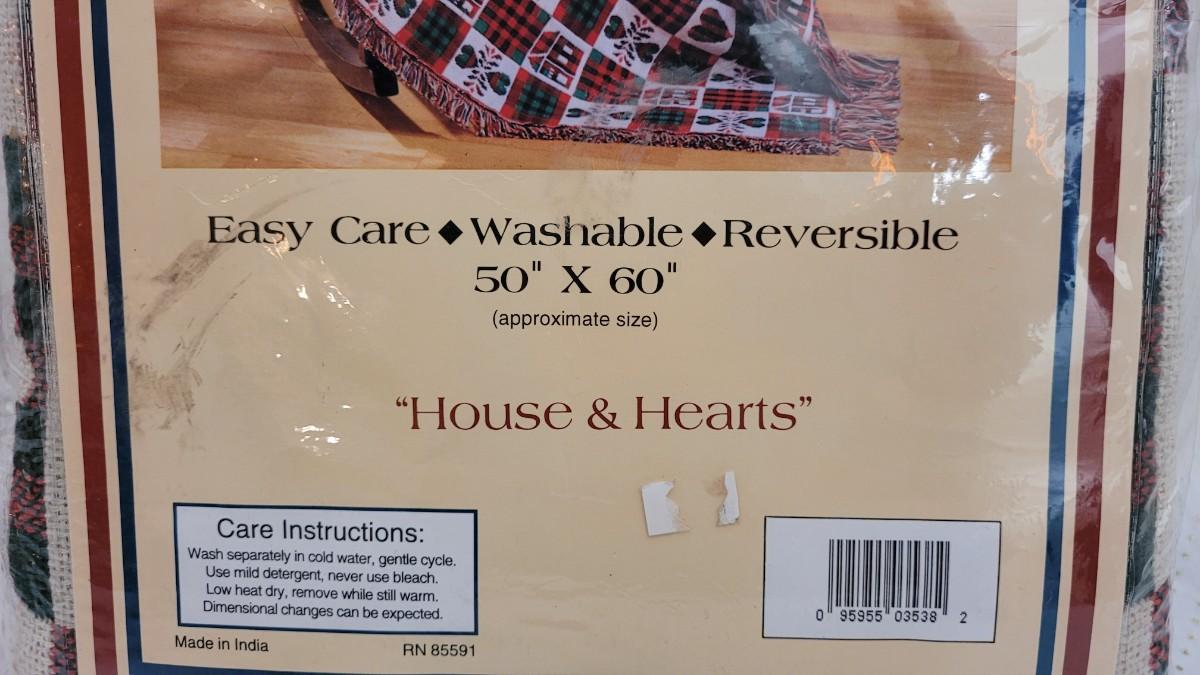 Easy Care◆Washable◆Reversible
50" X 60"
(approximate size)
“House & Hearts”
Care Instructions:
Wash separately in cold water, gentle cycle.
Use mild detergent, never use bleach.
Low heat dry, remove while still warm.
Dimensional changes can be expected.
Made in India
RN 85591
0 95955 03538 2